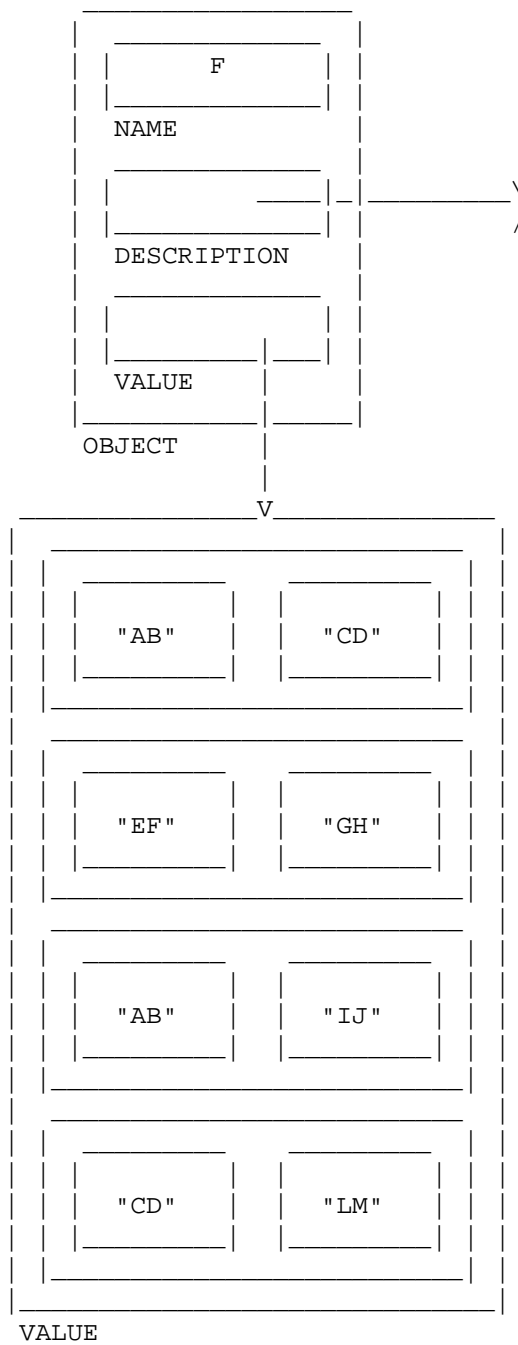 F
NAME
DESCRIPTION
VALUE
OBJECT
V
"AB" "CD"
"EF" "GH"
"AB" "IJ"
"CD" "LM"
VALUE